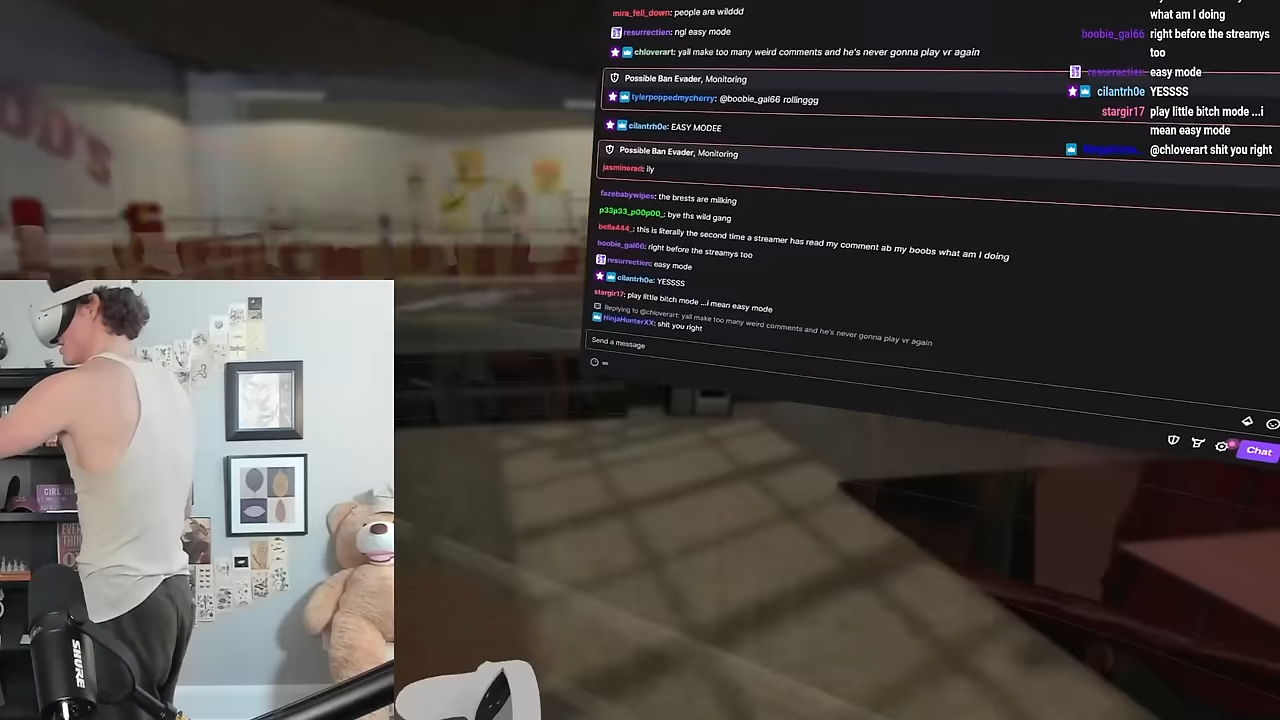 mira_fell_down: people are wilddd
resurrectien: ngl easy mode
chloverart: yall make too many weird comments and he's never gonna play vr again
Possible Ban Evader, Monitoring
tylerpoppedmycherry: @boobie_gal66 rollinggg
cilantrh0e: EASY MODEE
Possible Ban Evader, Monitoring
jasminerad: ily
fazebabywipes: the brests are milking
p33p33_p00p00_: bye ths wild gang
bella444_: this is literally the second time a streamer has read my comment ab my boobs what am I doing
boobie_gal66: right before the streamys too
resurrectien: easy mode
cilantrh0e: YESSSS
stargir17: play little bitch mode ...i mean easy mode
Replying to @chloverart: yall make too many weird comments and he's never gonna play vr again
NinjaHunterXX: shit you right
Send a message
Chat
what am I doing
boobie_gal66 right before the streamys
too
resurrectien easy mode
cilantrh0e YESSSS
stargir17 play little bitch mode ...i
mean easy mode
@chloverart shit you right
GIRL
SHURE